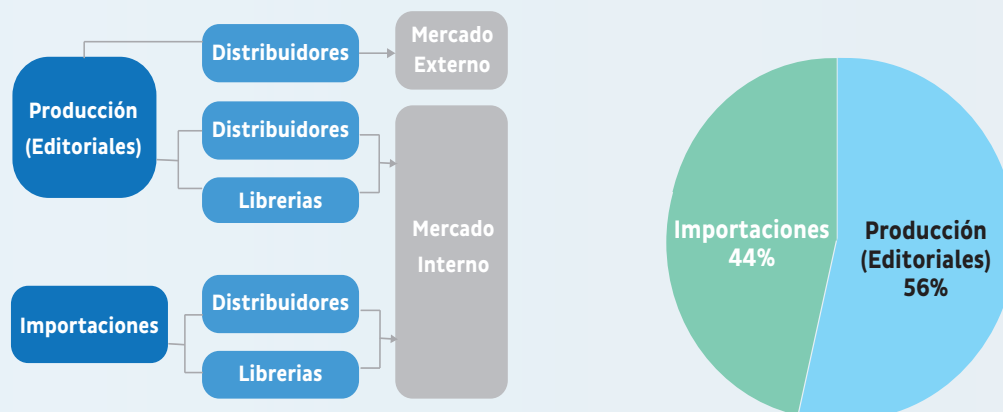 Distribuidores
Mercado
Externo
Producción
(Editoriales)
Distribuidores
Librerias
Mercado
Interno
Importaciones
Distribuidores
Librerias
Importaciones
44%
Producción
(Editoriales)
56%